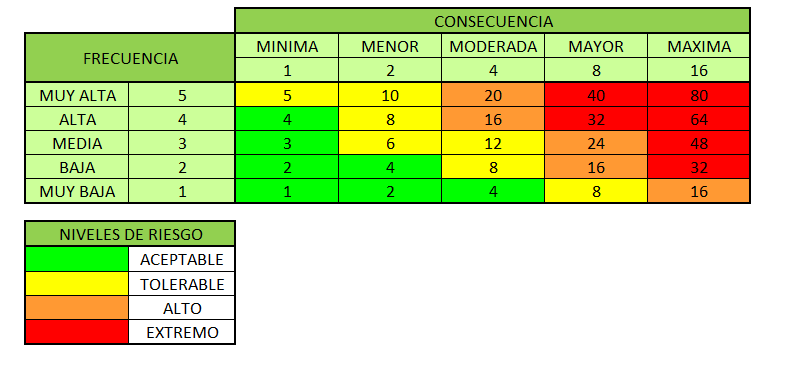 CONSECUENCIA
FRECUENCIA MINIMA MENOR MODERADA MAYOR MAXIMA
1 2 4 8 16
MUY ALTA 5 5 10 20 40 80
ALTA 4 4 8 16 32 64
MEDIA 3 3 6 12 24 48
BAJA 2 2 4 8 16 32
MUY BAJA 1 1 2 4 8 16
NIVELES DE RIESGO
ACEPTABLE
TOLERABLE
ALTO
EXTREMO